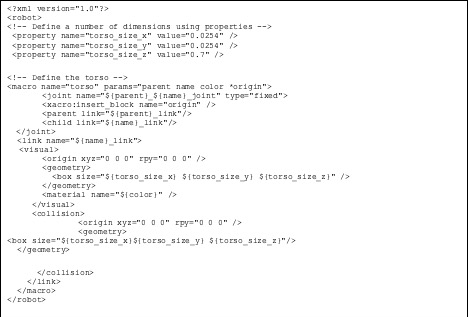 <?xml version="1.0"?>
<robot>
<!-- Define a number of dimensions using properties -->
<property name="torso_size_x" value="0.0254" />
<property name="torso_size_y" value="0.0254" />
<property name="torso_size_z" value="0.7" />
<!-- Define the torso -->
<macro name="torso" params="parent name color *origin">
<joint name="${parent}_${name}_joint" type="fixed">
<xacro:insert_block name="origin" />
<parent link="${parent}_link"/>
<child link="${name}_link"/>
</joint>
<link name="${name}_link">
<visual>
<origin xyz="0 0 0" rpy="0 0 0" />
<geometry>
<box size="${torso_size_x} ${torso_size_y} ${torso_size_z}" />
</geometry>
<material name="${color}" />
</visual>
<collision>
<origin xyz="0 0 0" rpy="0 0 0" />
<geometry>
<box size="${torso_size_x}${torso_size_y} ${torso_size_z}"/>
</geometry>
</collision>
</link>
</macro>
</robot>